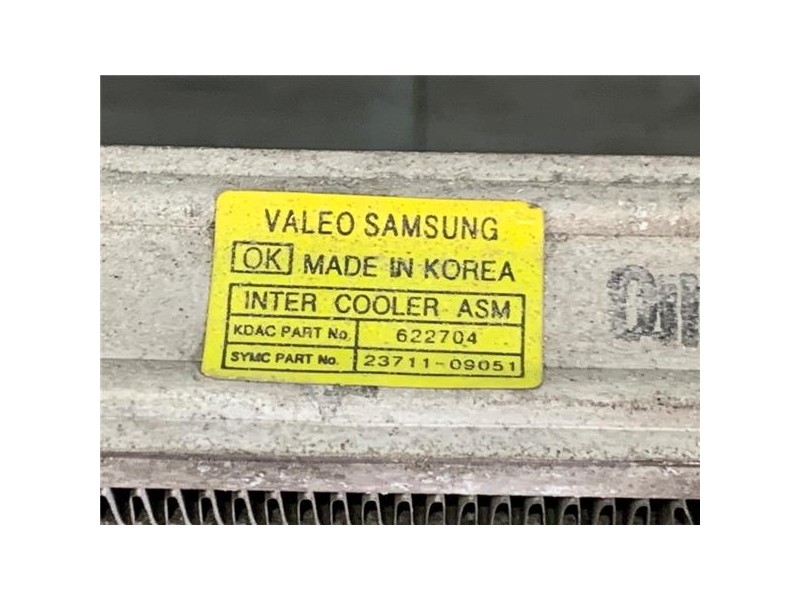 VALEO SAMSUNG
OK MADE IN KOREA
INTER COOLER ASM
KDAC PART No. 622704
SYMC PART No. 23711-09051